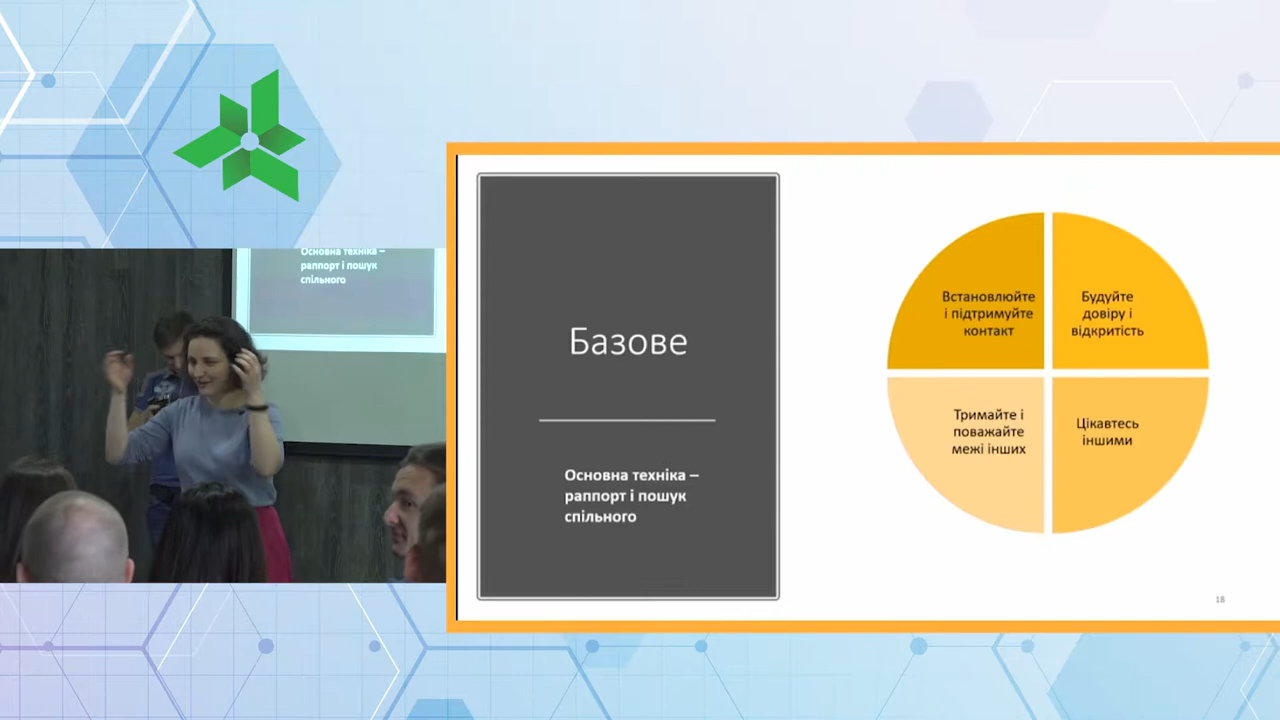 Основна техніка –
раппорт і пошук
спільного
Базове
Основна техніка –
раппорт і пошук
спільного
Встановлюйте
і підтримуйте
контакт
Будуйте
довіру і
відкритість
Тримайте і
поважайте
межі інших
Цікавтесь
іншими
18